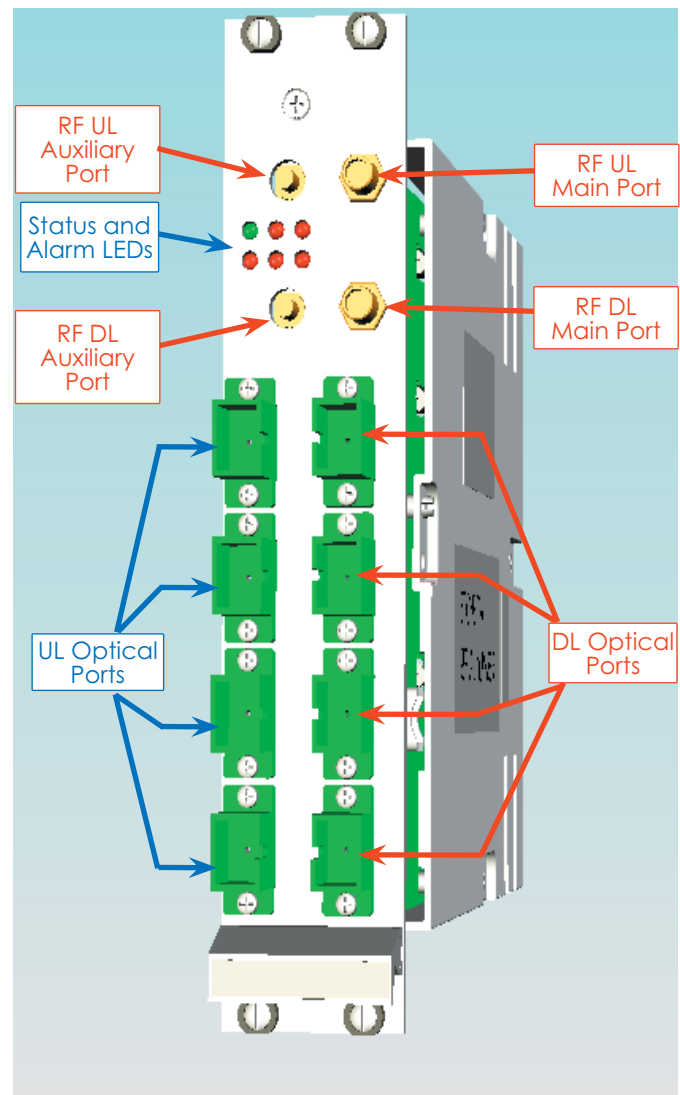 RF UL
Auxiliary
Port
RF UL
Main Port
Status and
Alarm LEDs
RF DL
Auxiliary
Port
RF DL
Main Port
UL Optical
Ports
DL Optical
Ports